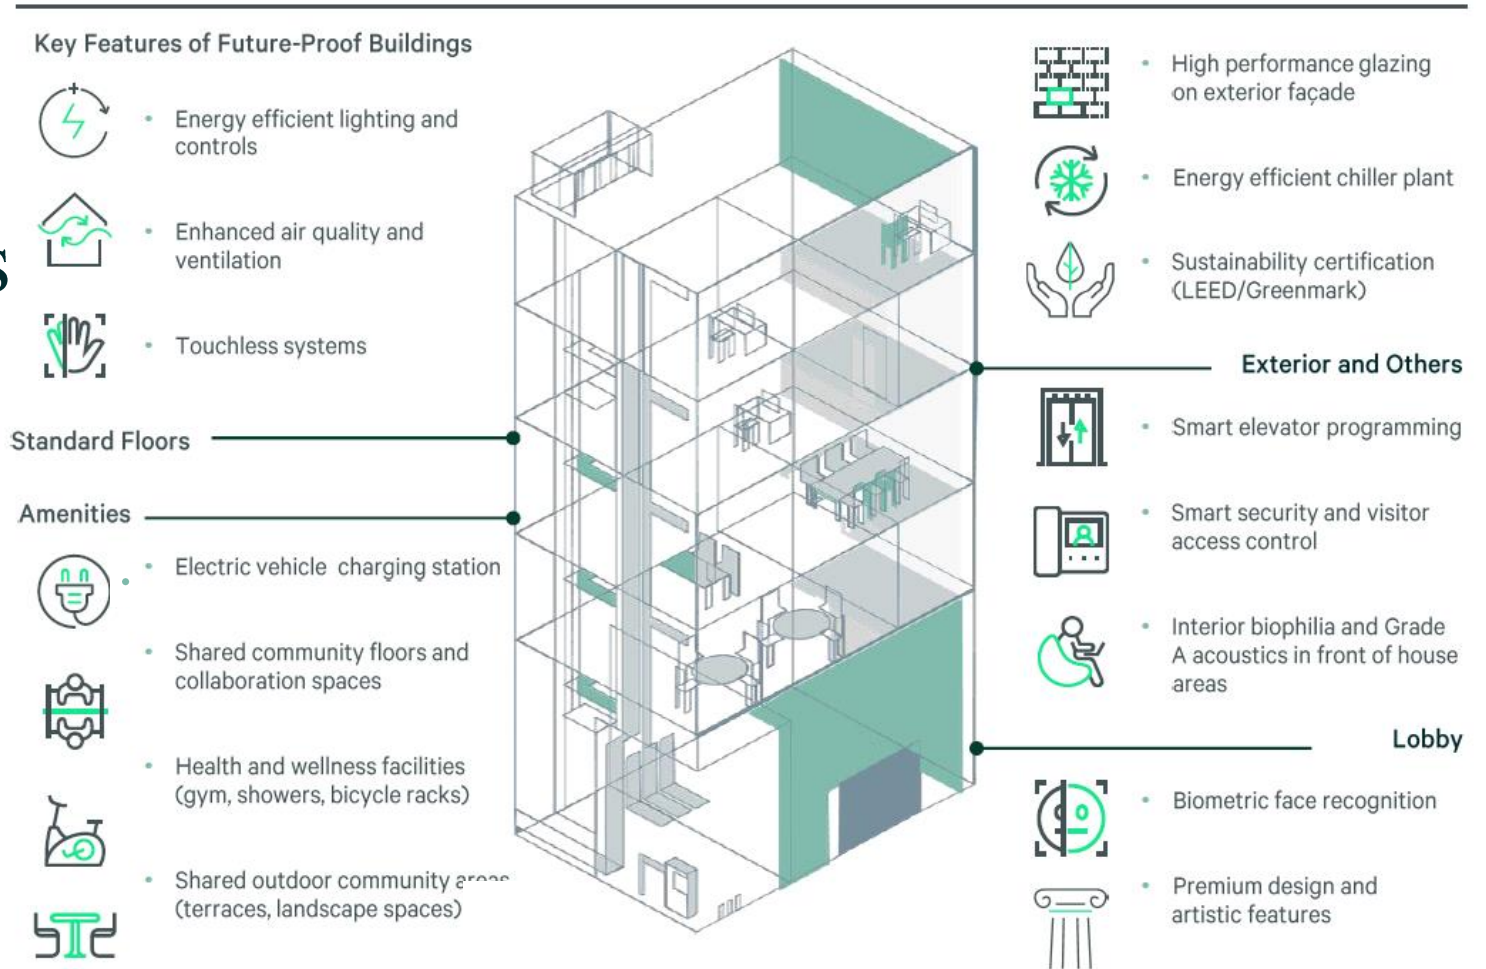 Key Features of Future-Proof Buildings
Energy efficient lighting and
controls
Enhanced air quality and
ventilation
Touchless systems
Standard Floors
Amenities
Electric vehicle charging station
Shared community floors and
collaboration spaces
Health and wellness facilities
(gym, showers, bicycle racks)
Shared outdoor community areas
(terraces, landscape spaces)
High performance glazing
on exterior façade
Energy efficient chiller plant
Sustainability certification
(LEED/Greenmark)
Exterior and Others
Smart elevator programming
Smart security and visitor
access control
Interior biophilia and Grade
A acoustics in front of house
areas
Lobby
Biometric face recognition
Premium design and
artistic features